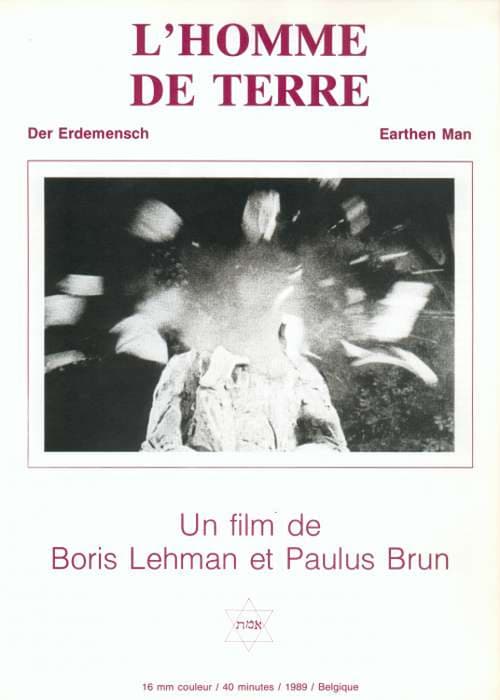 L'HOMME
DE TERRE
Der Erdemensch
Earthen Man
Un film de
Boris Lehman et Paulus Brun
אמת
16 mm couleur / 40 minutes / 1989 / Belgique